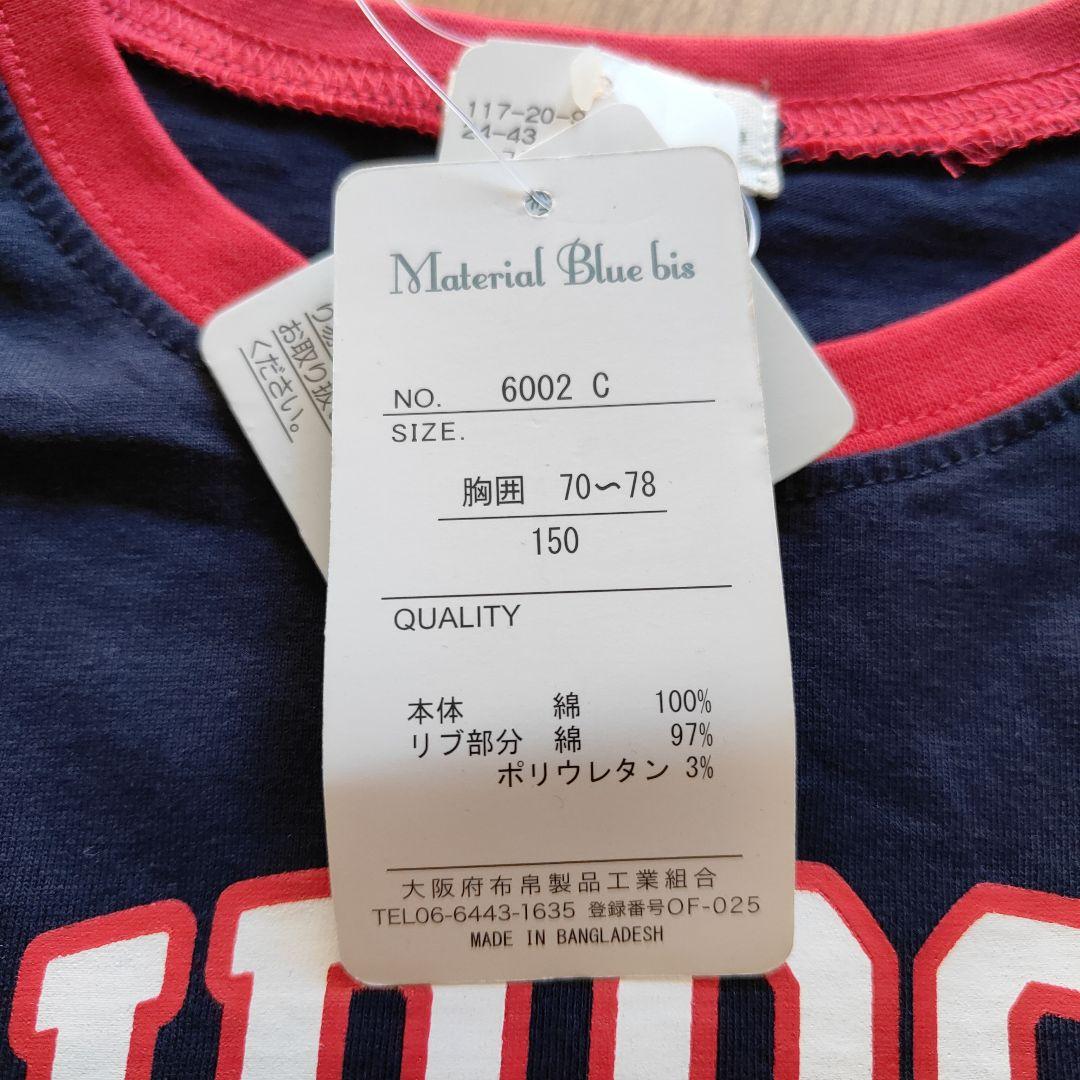 117-20-
24-43
り扱
お取り扱
ください。
Material Blue bis
NO. 6002 C
SIZE.
胸囲 70〜78
150
QUALITY
本体 綿 100%
リブ部分 綿 97%
ポリウレタン 3%
大阪府布帛製品工業組合
TEL06-6443-1635 登録番号OF-025
MADE IN BANGLADESH